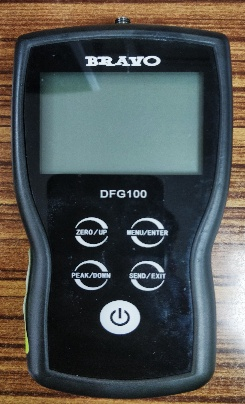 BRAVO
DFG100
ZERO/UP MENU/ENTER
PEAK/DOWN SEND/EXIT